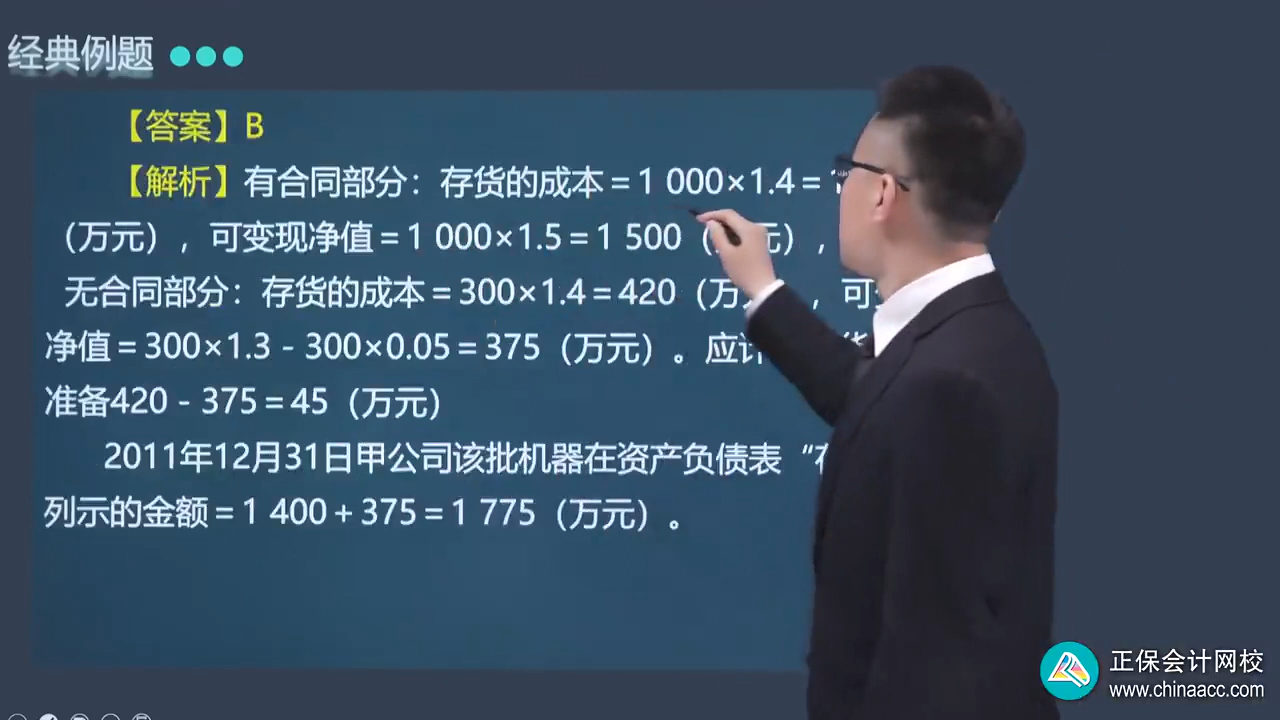 经典例题
【答案】B
【解析】有合同部分：存货的成本＝1 000×1.4＝
（万元），可变现净值＝1 000×1.5＝1 500（元），
无合同部分：存货的成本＝300×1.4＝420（万，可
净值＝300×1.3－300×0.05＝375（万元）。应计
准备420－375＝45（万元）
2011年12月31日甲公司该批机器在资产负债表“
列示的金额＝1 400＋375＝1 775（万元）。
正保会计网校
www.chinaacc.com